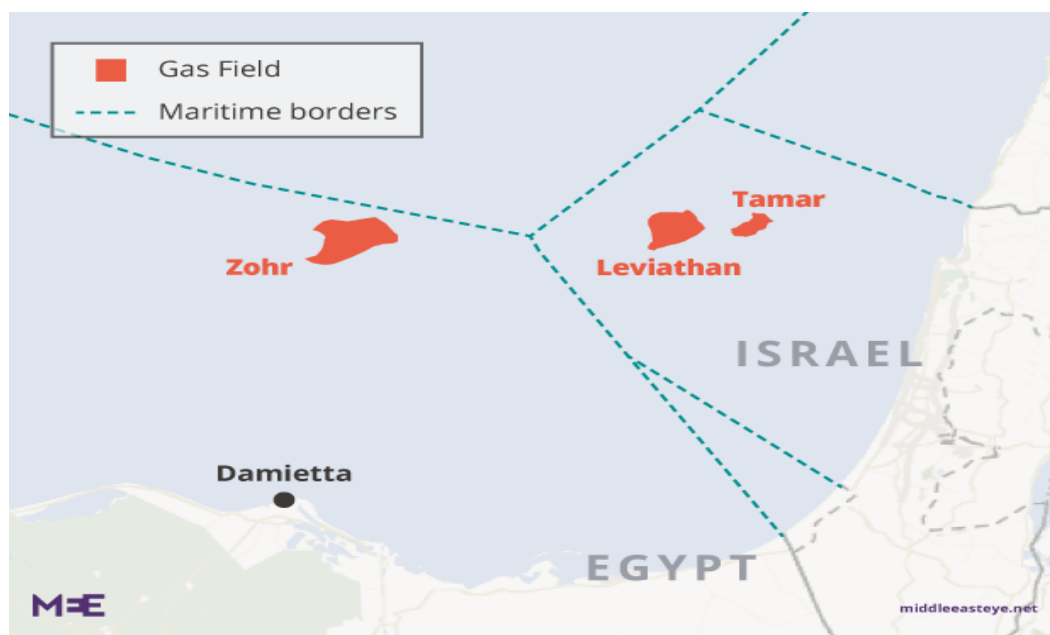 Gas Field
Maritime borders
Tamar
Zohr
Leviathan
ISRAEL
Damietta
EGYPT
MEE
middleeasteye.net